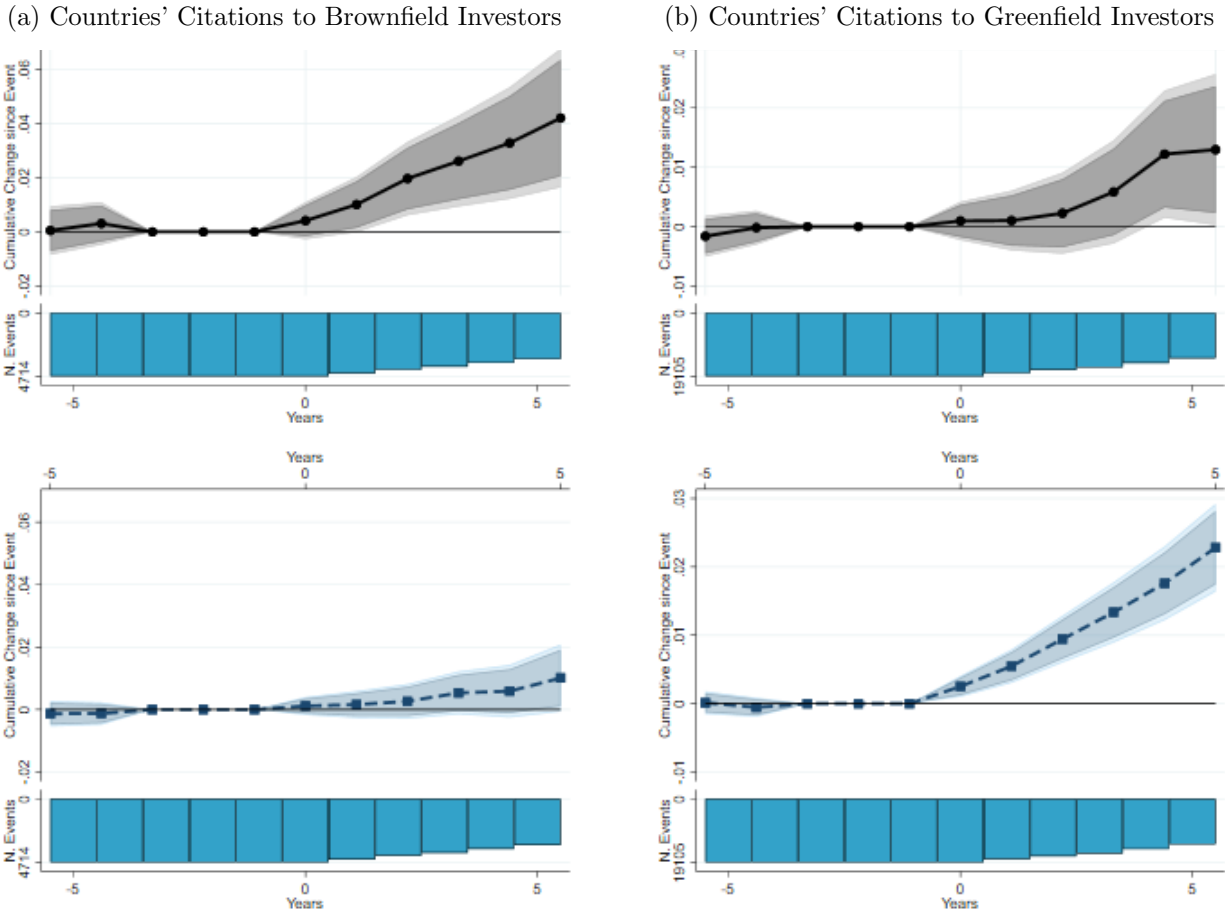 (a) Countries' Citations to Brownfield Investors
Cumulative Change since Event
.06
.04
.02
0
-.02
N. Events
0
4714
-5
0
5
Years
(b) Countries' Citations to Greenfield Investors
Cumulative Change since Event
.02
.01
0
-.01
N. Events
0
19105
-5
0
5
Years
Years
-5
0
5
Cumulative Change since Event
.06
.04
.02
0
-.02
N. Events
0
4714
-5
0
5
Years
Years
-5
0
5
Cumulative Change since Event
.03
.02
.01
0
-.01
N. Events
0
19105
-5
0
5
Years